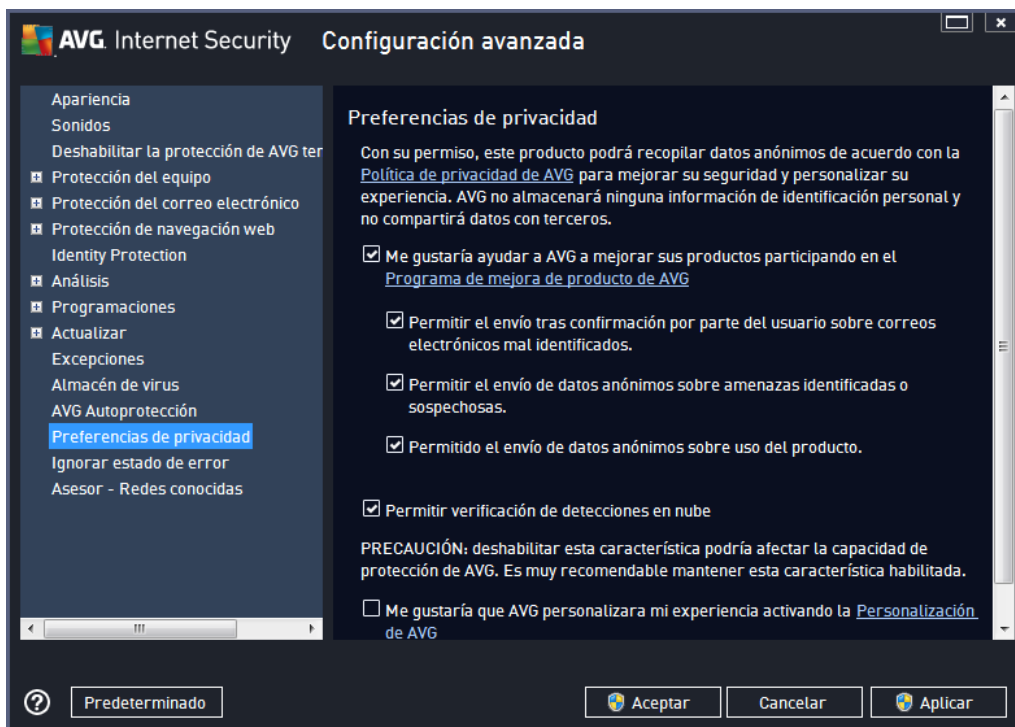 AVG. Internet Security Configuración avanzada
Apariencia
Sonidos
Deshabilitar la protección de AVG ter
Protección del equipo
Protección del correo electrónico
Protección de navegación web
Identity Protection
Análisis
Programaciones
Actualizar
Excepciones
Almacén de virus
AVG Autoprotección
Preferencias de privacidad
Ignorar estado de error
Asesor - Redes conocidas
Preferencias de privacidad
Con su permiso, este producto podrá recopilar datos anónimos de acuerdo con la
Política de privacidad de AVG para mejorar su seguridad y personalizar su
experiencia. AVG no almacenará ninguna información de identificación personal y
no compartirá datos con terceros.
Me gustaría ayudar a AVG a mejorar sus productos participando en el
Programa de mejora de producto de AVG
Permitir el envío tras confirmación por parte del usuario sobre correos
electrónicos mal identificados.
Permitir el envío de datos anónimos sobre amenazas identificadas o
sospechosas.
Permitido el envío de datos anónimos sobre uso del producto.
Permitir verificación de detecciones en nube
PRECAUCIÓN: deshabilitar esta característica podría afectar la capacidad de
protección de AVG. Es muy recomendable mantener esta característica habilitada.
Me gustaría que AVG personalizara mi experiencia activando la Personalización
de AVG
Predeterminado
Aceptar
Cancelar
Aplicar